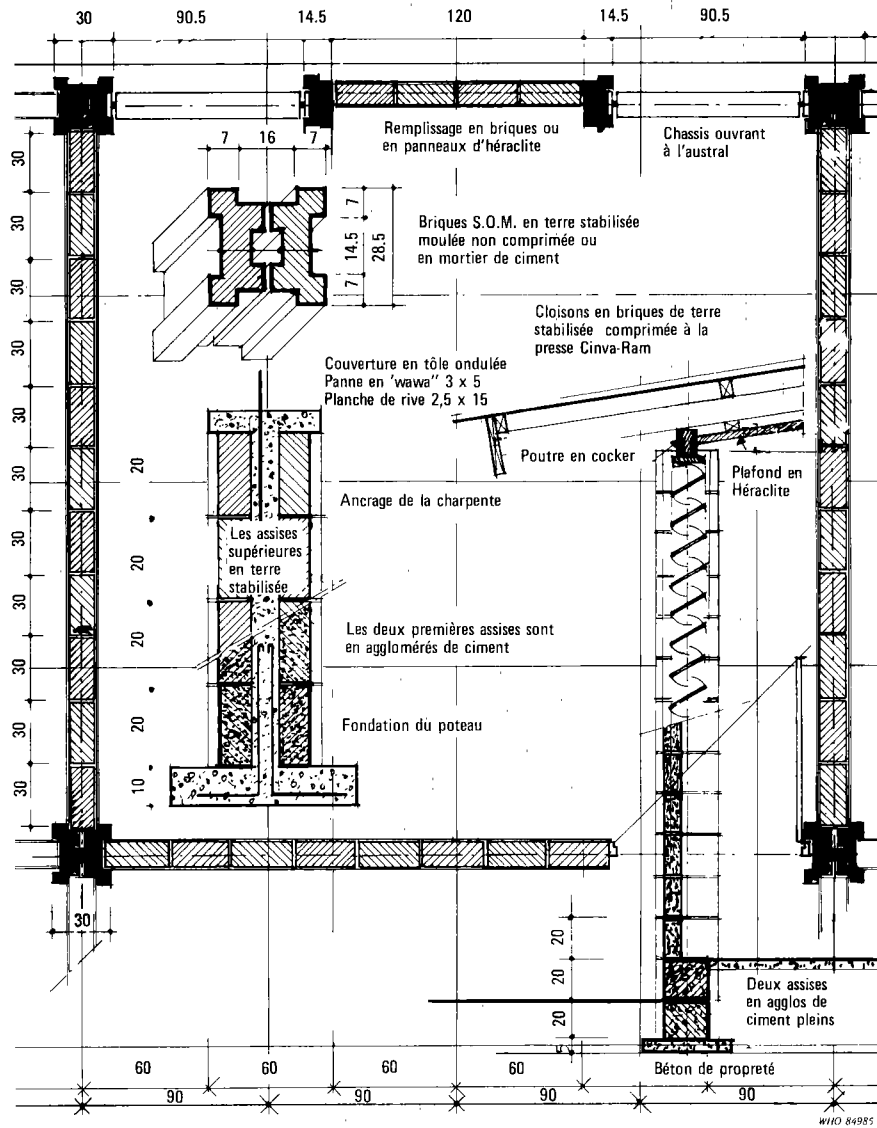 30 90.5 14.5 120 14.5 90.5
Remplissage en briques ou
en panneaux d'héraclite
Chassis ouvrant
à l'austral
7 16 7
7
14.5
7
28.5
Briques S.O.M. en terre stabilisée
moulée non comprimée ou
en mortier de ciment
Cloisons en briques de terre
stabilisée comprimée à la
presse Cinva-Ram
Couverture en tôle ondulée
Panne en 'wawa'' 3 x 5
Planche de rive 2,5 x 15
Poutre en cocker
Plafond en
Héraclite
Ancrage de la charpente
Les assises
supérieures
en terre
stabilisée
Les deux premières assises sont
en agglomérés de ciment
Fondation du poteau
30
30
30
30
30
30
30
30
30
30
30
20
20
20
20
10
30
20
20
20
5
Deux assises
en agglos de
ciment pleins
Béton de propreté
60 60 60 60
90 90 90 90
WHO 84985